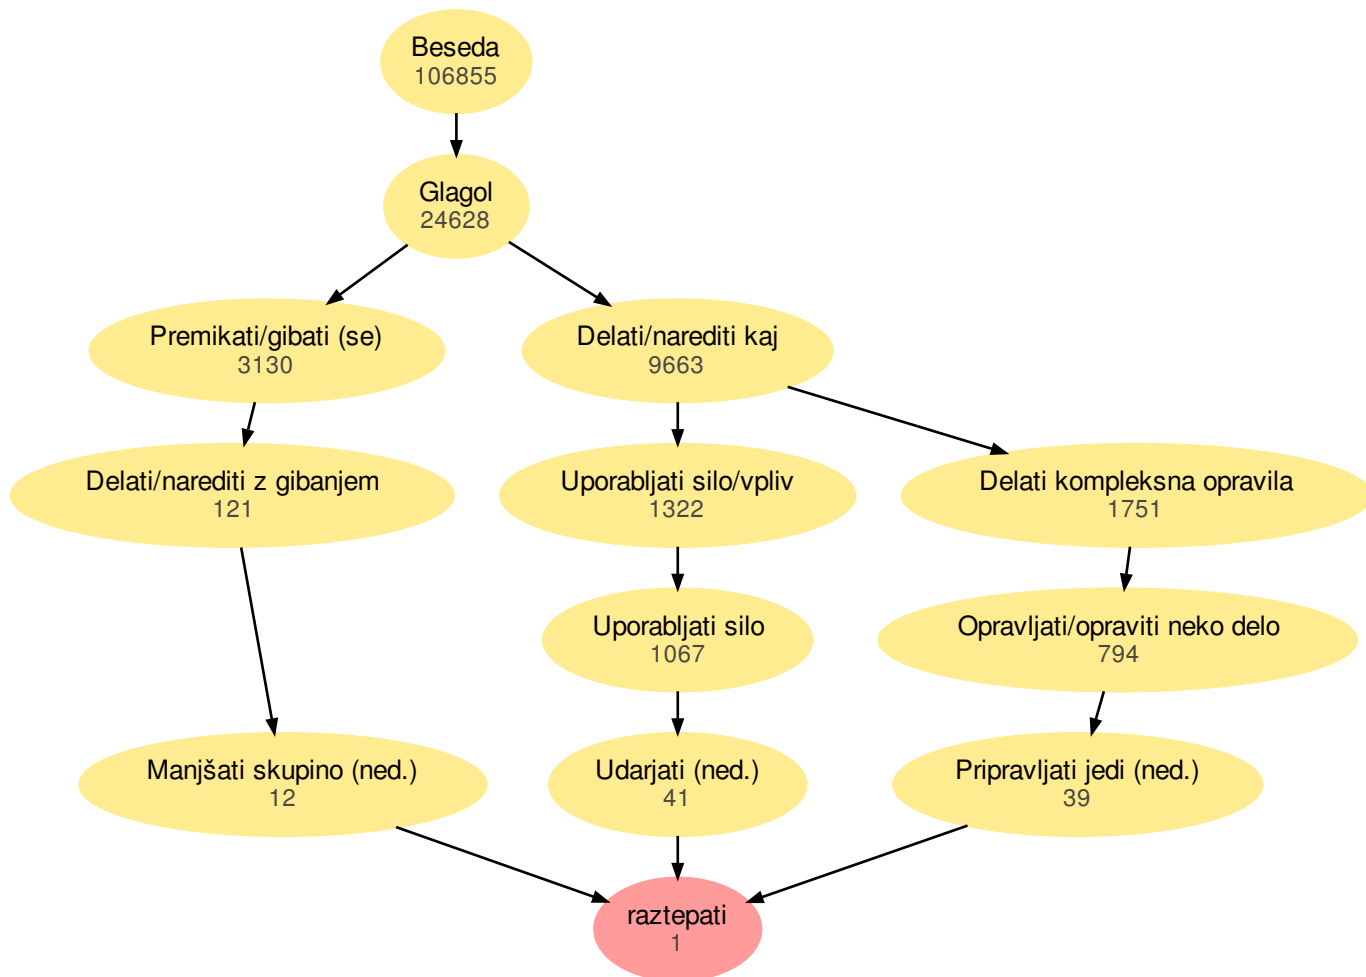 Beseda
106855
Glagol
24628
Premikati/gibati (se)
3130
Delati/narediti kaj
9663
Delati/narediti z gibanjem
121
Uporabljati silo/vpliv
1322
Delati kompleksna opravila
1751
Uporabljati silo
1067
Opravljati/opraviti neko delo
794
Manjšati skupino (ned.)
12
Udarjati (ned.)
41
Pripravljati jedi (ned.)
39
raztepati
1